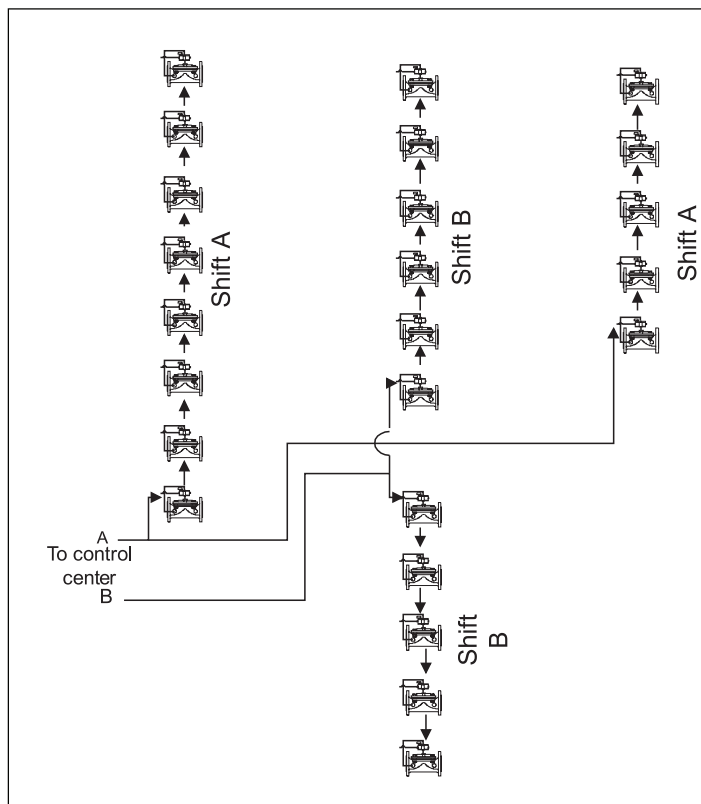 Shift A
Shift B
Shift A
A
To control
center
B
Shift
B